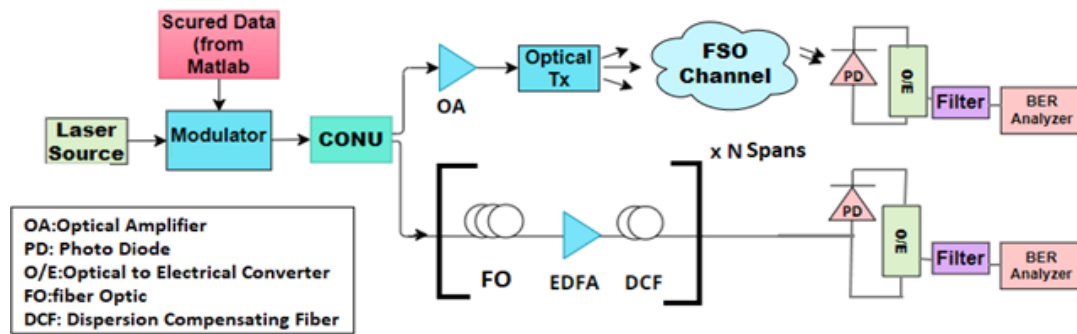 Scured Data
(from
Matlab
Laser
Source
Modulator
CONU
OA
Optical
Tx
FSO
Channel
PD
O/E
Filter
BER
Analyzer
x N Spans
FO
EDFA
DCF
PD
O/E
Filter
BER
Analyzer
OA:Optical Amplifier
PD: Photo Diode
O/E:Optical to Electrical Converter
FO:fiber Optic
DCF: Dispersion Compensating Fiber